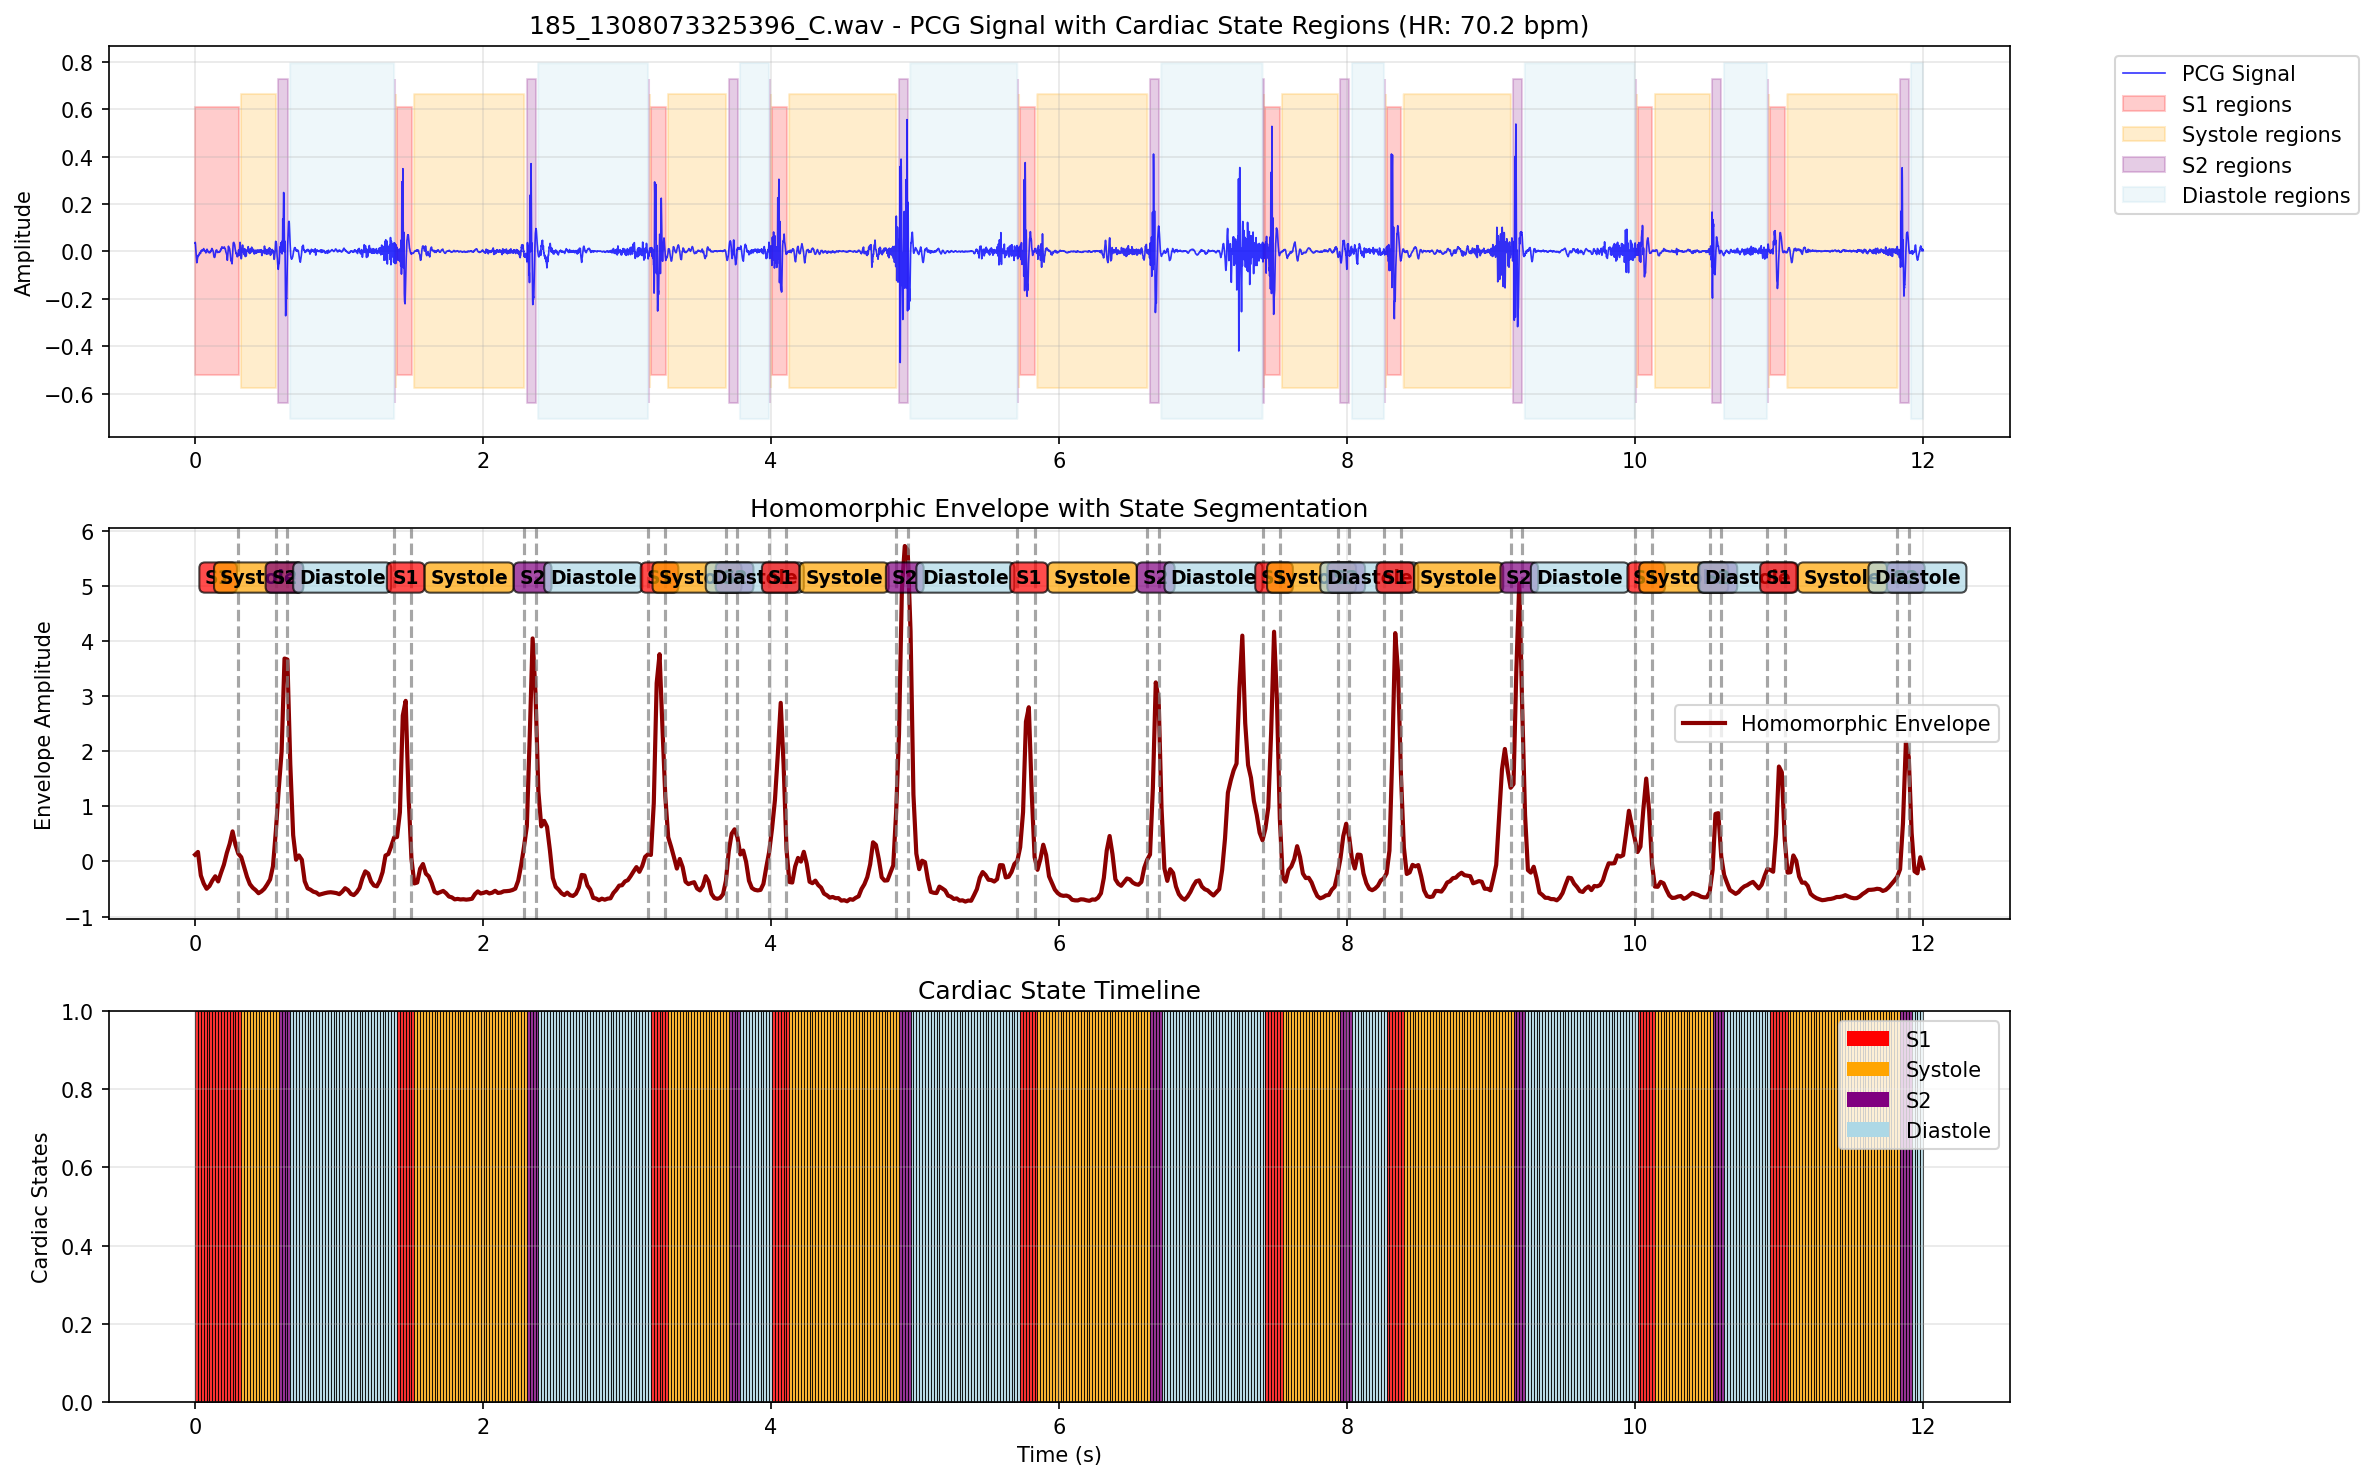 185_1308073325396_C.wav - PCG Signal with Cardiac State Regions (HR: 70.2 bpm)
Amplitude
0.8
0.6
0.4
0.2
0.0
−0.2
−0.4
−0.6
0 2 4 6 8 10 12
PCG Signal
S1 regions
Systole regions
S2 regions
Diastole regions
Homomorphic Envelope with State Segmentation
Envelope Amplitude
6
5
4
3
2
1
0
−1
Diastole S1 Systole S2 Diastole S1 Systole S2 Diastole S1 Systole S2 Diastole S1 Systole S2 Diastole S1 Diastole
Homomorphic Envelope
0 2 4 6 8 10 12
Cardiac State Timeline
Cardiac States
1.0
0.8
0.6
0.4
0.2
0.0
S1
Systole
S2
Diastole
0 2 4 6 8 10 12
Time (s)